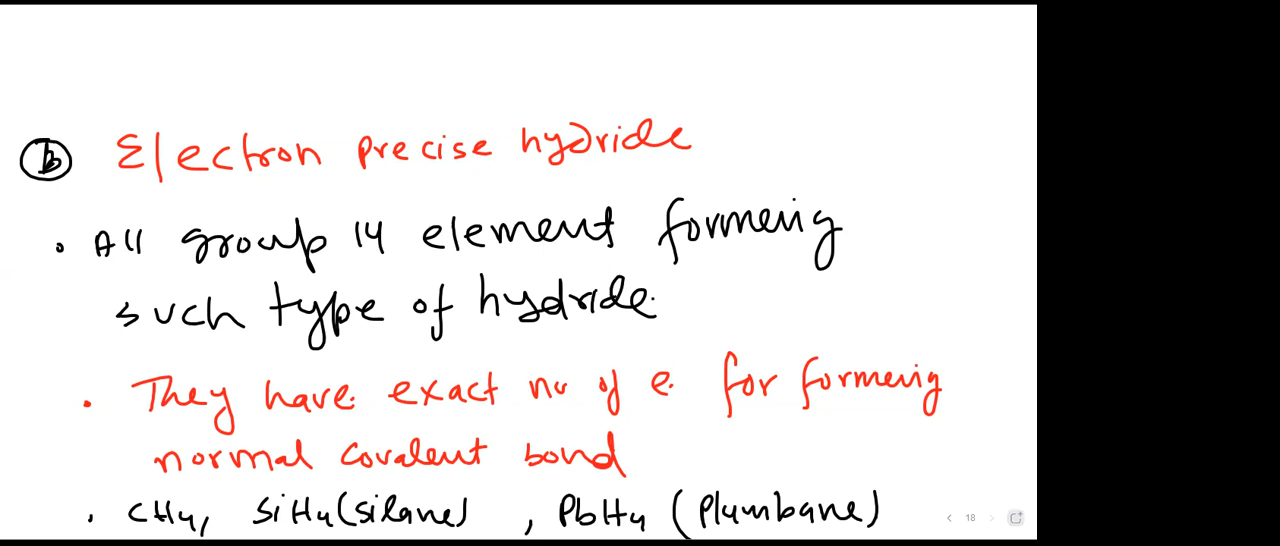 b Electron precise hydride
. All group 14 element formeing
such type of hydride.
. They have exact no of e. for formeing
normal covalent bond
. CH4, SiH4(silane) , PbH4 (Plumbane)
< 18 >